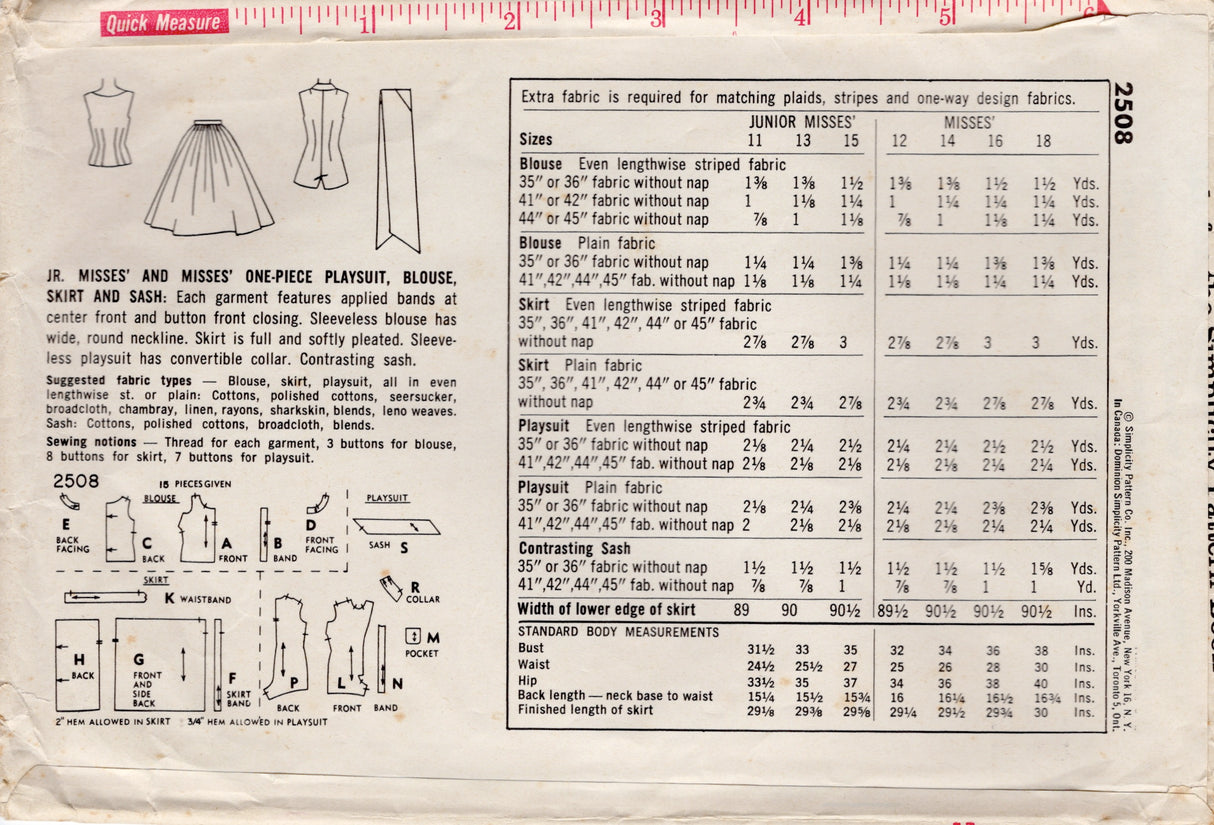 Quick Measure 1 2 3 4 5 6
JR. MISSES' AND MISSES' ONE-PIECE PLAYSUIT, BLOUSE,
SKIRT AND SASH: Each garment features applied bands at
center front and button front closing. Sleeveless blouse has
wide, round neckline. Skirt is full and softly pleated. Sleeve-
less playsuit has convertible collar. Contrasting sash.
Suggested fabric types — Blouse, skirt, playsuit, all in even
lengthwise st. or plain: Cottons, polished cottons, seersucker,
broadcloth, chambray, linen, rayons, sharkskin, blends, leno weaves.
Sash: Cottons, polished cottons, broadcloth, blends.
Sewing notions — Thread for each garment, 3 buttons for blouse,
8 buttons for skirt, 7 buttons for playsuit.
2508 PIECES GIVEN
BLOUSE
E
BACK
FACING
C
BACK
A
FRONT
B
BAND
D
FRONT
FACING
PLAYSUIT
SASH S
SKIRT
K WAISTBAND
R
COLLAR
H
BACK
G
FRONT
AND
SIDE
BACK
F
SKIRT
BAND
P
BACK
L
FRONT
N
BAND
M
POCKET
2" HEM ALLOWED IN SKIRT 3/4" HEM ALLOWED IN PLAYSUIT
Extra fabric is required for matching plaids, stripes and one-way design fabrics.
JUNIOR MISSES' MISSES'
Sizes 11 13 15 12 14 16 18
Blouse Even lengthwise striped fabric
35" or 36" fabric without nap 1⅜ 1⅜ 1½ 1⅜ 1⅜ 1½ 1½ Yds.
41" or 42" fabric without nap 1 1⅛ 1¼ 1 1¼ 1¼ 1¼ Yds.
44" or 45" fabric without nap ⅞ 1 1⅛ ⅞ 1 1⅛ 1¼ Yds.
Blouse Plain fabric
35" or 36" fabric without nap 1¼ 1¼ 1⅜ 1¼ 1¼ 1⅜ 1⅜ Yds.
41",42",44",45" fab. without nap 1⅛ 1⅛ 1¼ 1⅛ 1⅛ 1¼ 1¼ Yds.
Skirt Even lengthwise striped fabric
35", 36", 41", 42", 44" or 45" fabric
without nap 2⅞ 2⅞ 3 2⅞ 2⅞ 3 3 Yds.
Skirt Plain fabric
35", 36", 41", 42", 44" or 45" fabric
without nap 2¾ 2¾ 2⅞ 2¾ 2¾ 2⅞ 2⅞ Yds.
Playsuit Even lengthwise striped fabric
35" or 36" fabric without nap 2⅛ 2¼ 2½ 2¼ 2¼ 2½ 2½ Yds.
41",42",44",45" fab. without nap 2⅛ 2⅛ 2¼ 2⅛ 2⅛ 2¼ 2¼ Yds.
Playsuit Plain fabric
35" or 36" fabric without nap 2⅛ 2¼ 2⅜ 2¼ 2¼ 2⅜ 2⅜ Yds.
41",42",44",45" fab. without nap 2 2⅛ 2⅛ 2⅛ 2⅛ 2¼ 2¼ Yds.
Contrasting Sash
35" or 36" fabric without nap 1½ 1½ 1½ 1½ 1½ 1½ 1⅝ Yds.
41",42",44",45" fab. without nap ⅞ ⅞ 1 ⅞ ⅞ 1 1 Yd.
Width of lower edge of skirt 89 90 90½ 89½ 90½ 90½ 90½ Ins.
STANDARD BODY MEASUREMENTS
Bust 31½ 33 35 32 34 36 38 Ins.
Waist 24½ 25½ 27 25 26 28 30 Ins.
Hip 33½ 35 37 34 36 38 40 Ins.
Back length — neck base to waist 15¼ 15½ 15¾ 16 16¼ 16½ 16¾ Ins.
Finished length of skirt 29⅛ 29⅜ 29⅝ 29¼ 29½ 29¾ 30 Ins.
2508
© Simplicity Pattern Co. Inc., 200 Madison Avenue, New York 16, N. Y.
In Canada: Dominion Simplicity Pattern Ltd., Yorkville Ave., Toronto 5, Ont.